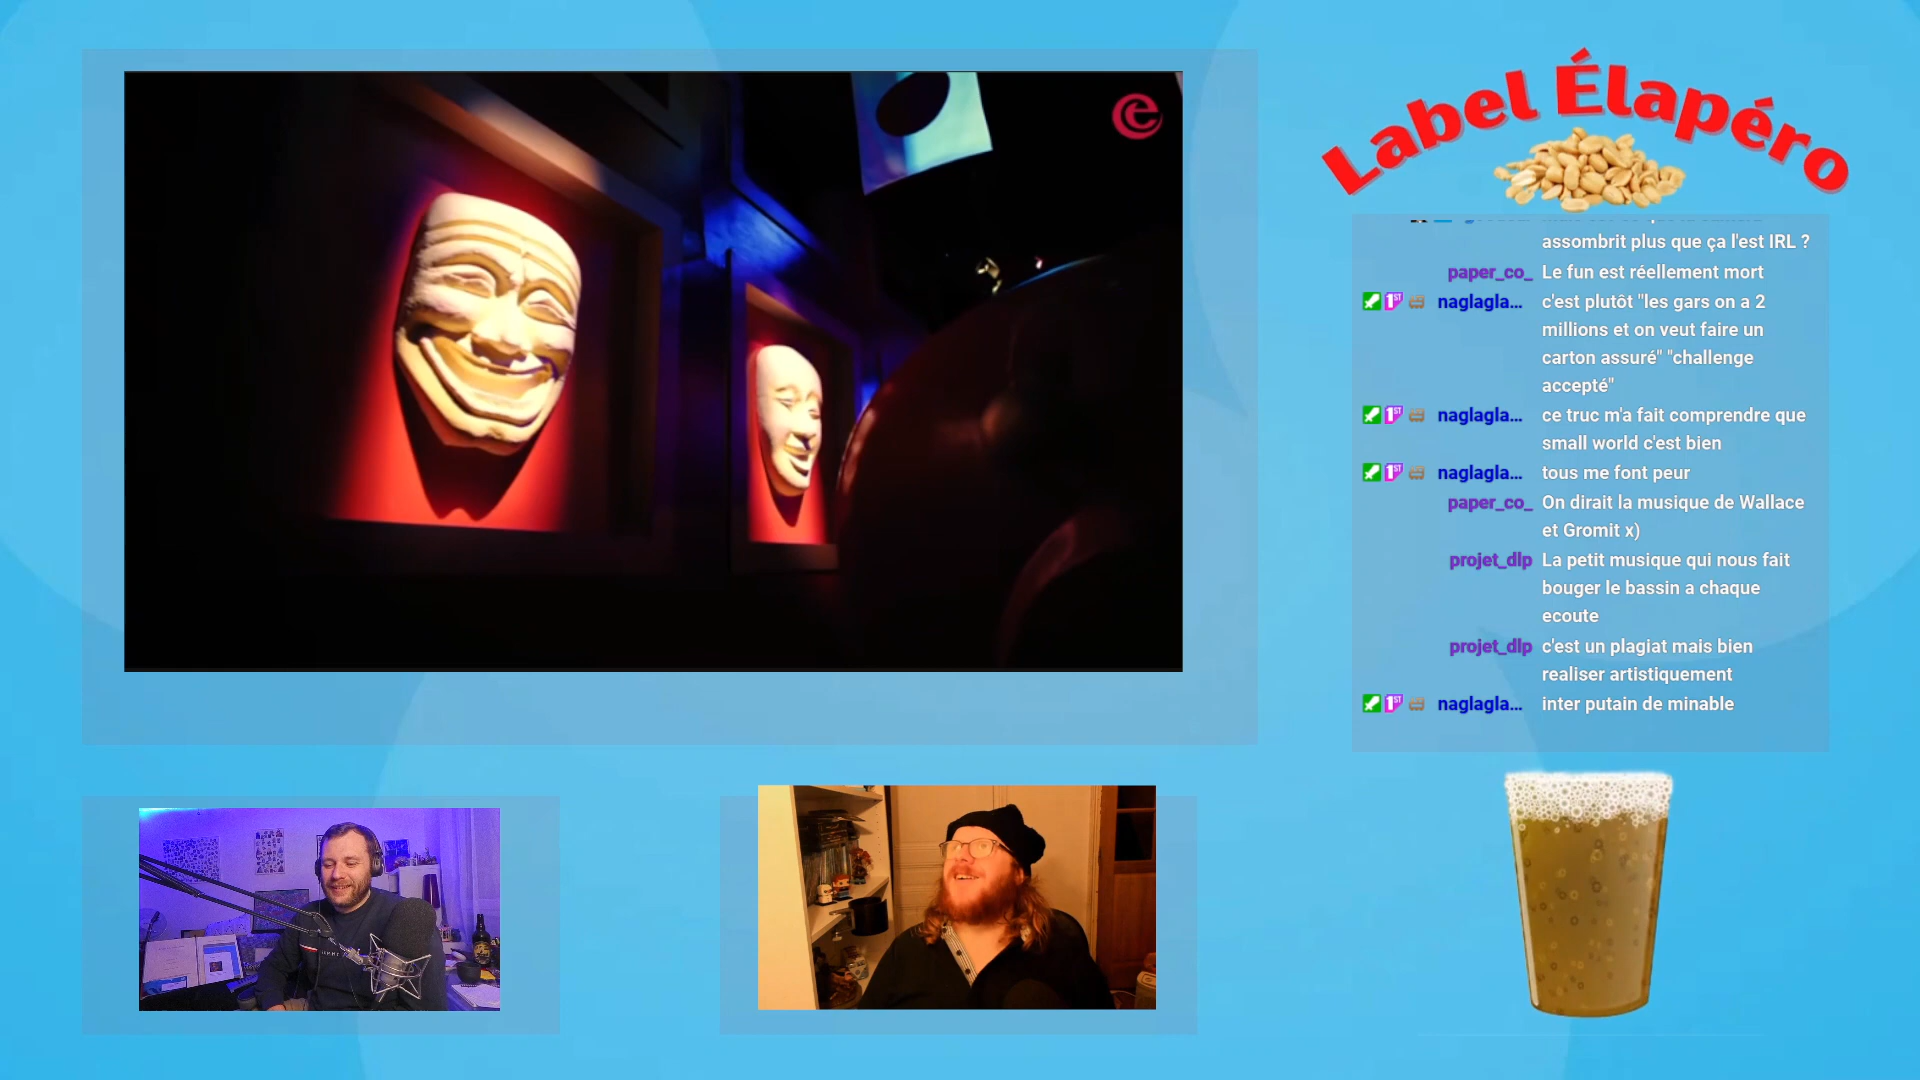 Label Élapéro
assombrit plus que ça l'est IRL ?
paper_co_ Le fun est réellement mort
naglagla... c'est plutôt "les gars on a 2
millions et on veut faire un
carton assuré" "challenge
accepté"
naglagla... ce truc m'a fait comprendre que
small world c'est bien
naglagla... tous me font peur
paper_co_ On dirait la musique de Wallace
et Gromit x)
projet_dlp La petit musique qui nous fait
bouger le bassin a chaque
ecoute
projet_dlp c'est un plagiat mais bien
realiser artistiquement
naglagla... inter putain de minable